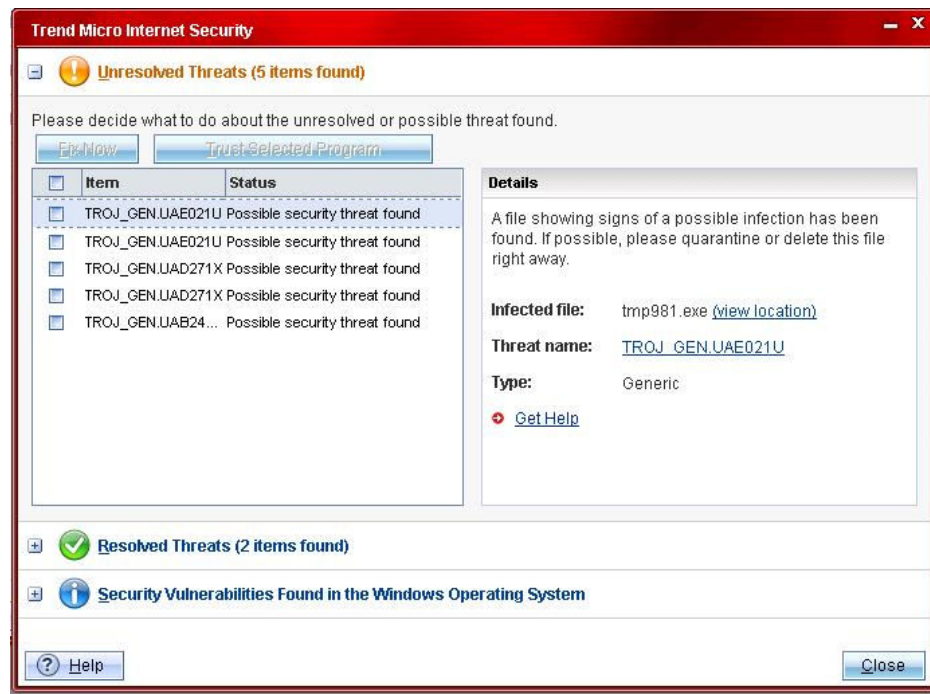 Trend Micro Internet Security
Unresolved Threats (5 items found)
Please decide what to do about the unresolved or possible threat found.
Fix Now
Trust Selected Program
Item Status
TROJ_GEN.UAE021U Possible security threat found
TROJ_GEN.UAE021U Possible security threat found
TROJ_GEN.UAD271X Possible security threat found
TROJ_GEN.UAD271X Possible security threat found
TROJ_GEN.UAB24... Possible security threat found
Details
A file showing signs of a possible infection has been
found. If possible, please quarantine or delete this file
right away.
Infected file: tmp981.exe (view location)
Threat name: TROJ_GEN.UAE021U
Type: Generic
Get Help
Resolved Threats (2 items found)
Security Vulnerabilities Found in the Windows Operating System
? Help
Close